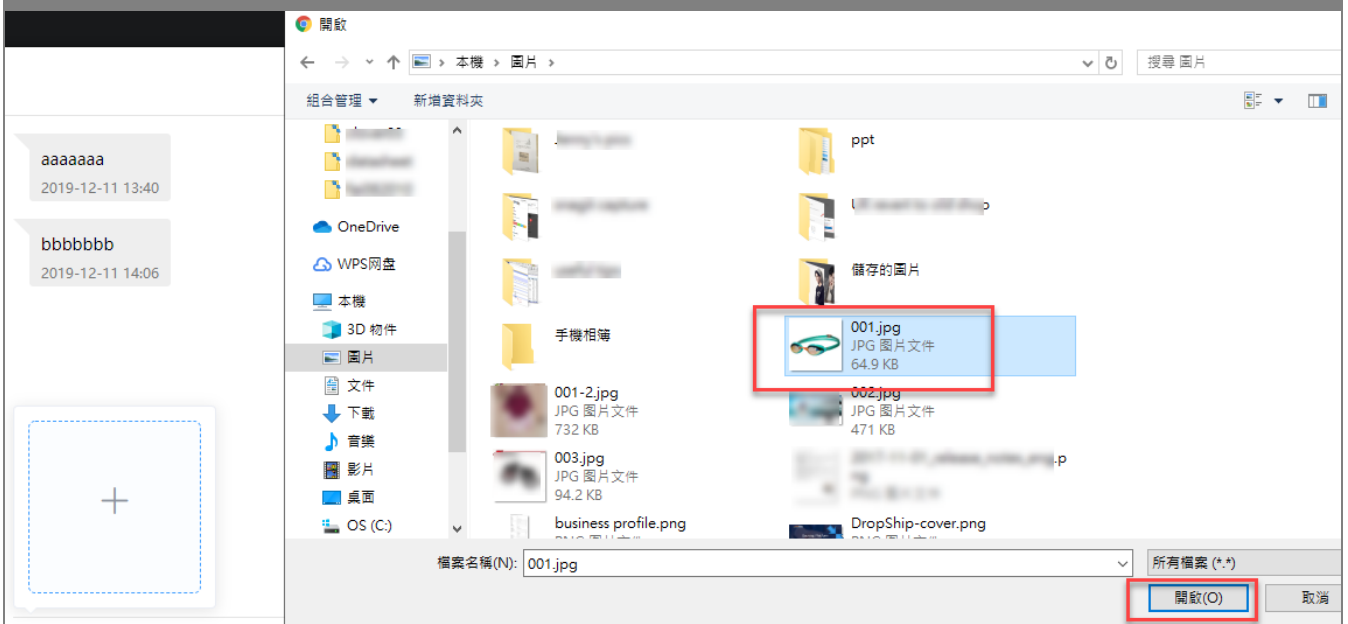 開啟
本機 › 圖片 ›
搜尋 圖片
組合管理
新增資料夾
aaaaaaa
2019-12-11 13:40
bbbbbbb
2019-12-11 14:06
OneDrive
WPS网盘
本機
3D 物件
圖片
文件
下載
音樂
影片
桌面
OS (C:)
ppt
儲存的圖片
手機相簿
001.jpg
JPG 图片文件
64.9 KB
001-2.jpg
JPG 图片文件
732 KB
002.jpg
JPG 图片文件
471 KB
003.jpg
JPG 图片文件
94.2 KB
business profile.png
DropShip-cover.png
檔案名稱(N): 001.jpg
所有檔案 (*.*)
開啟(O)
取消